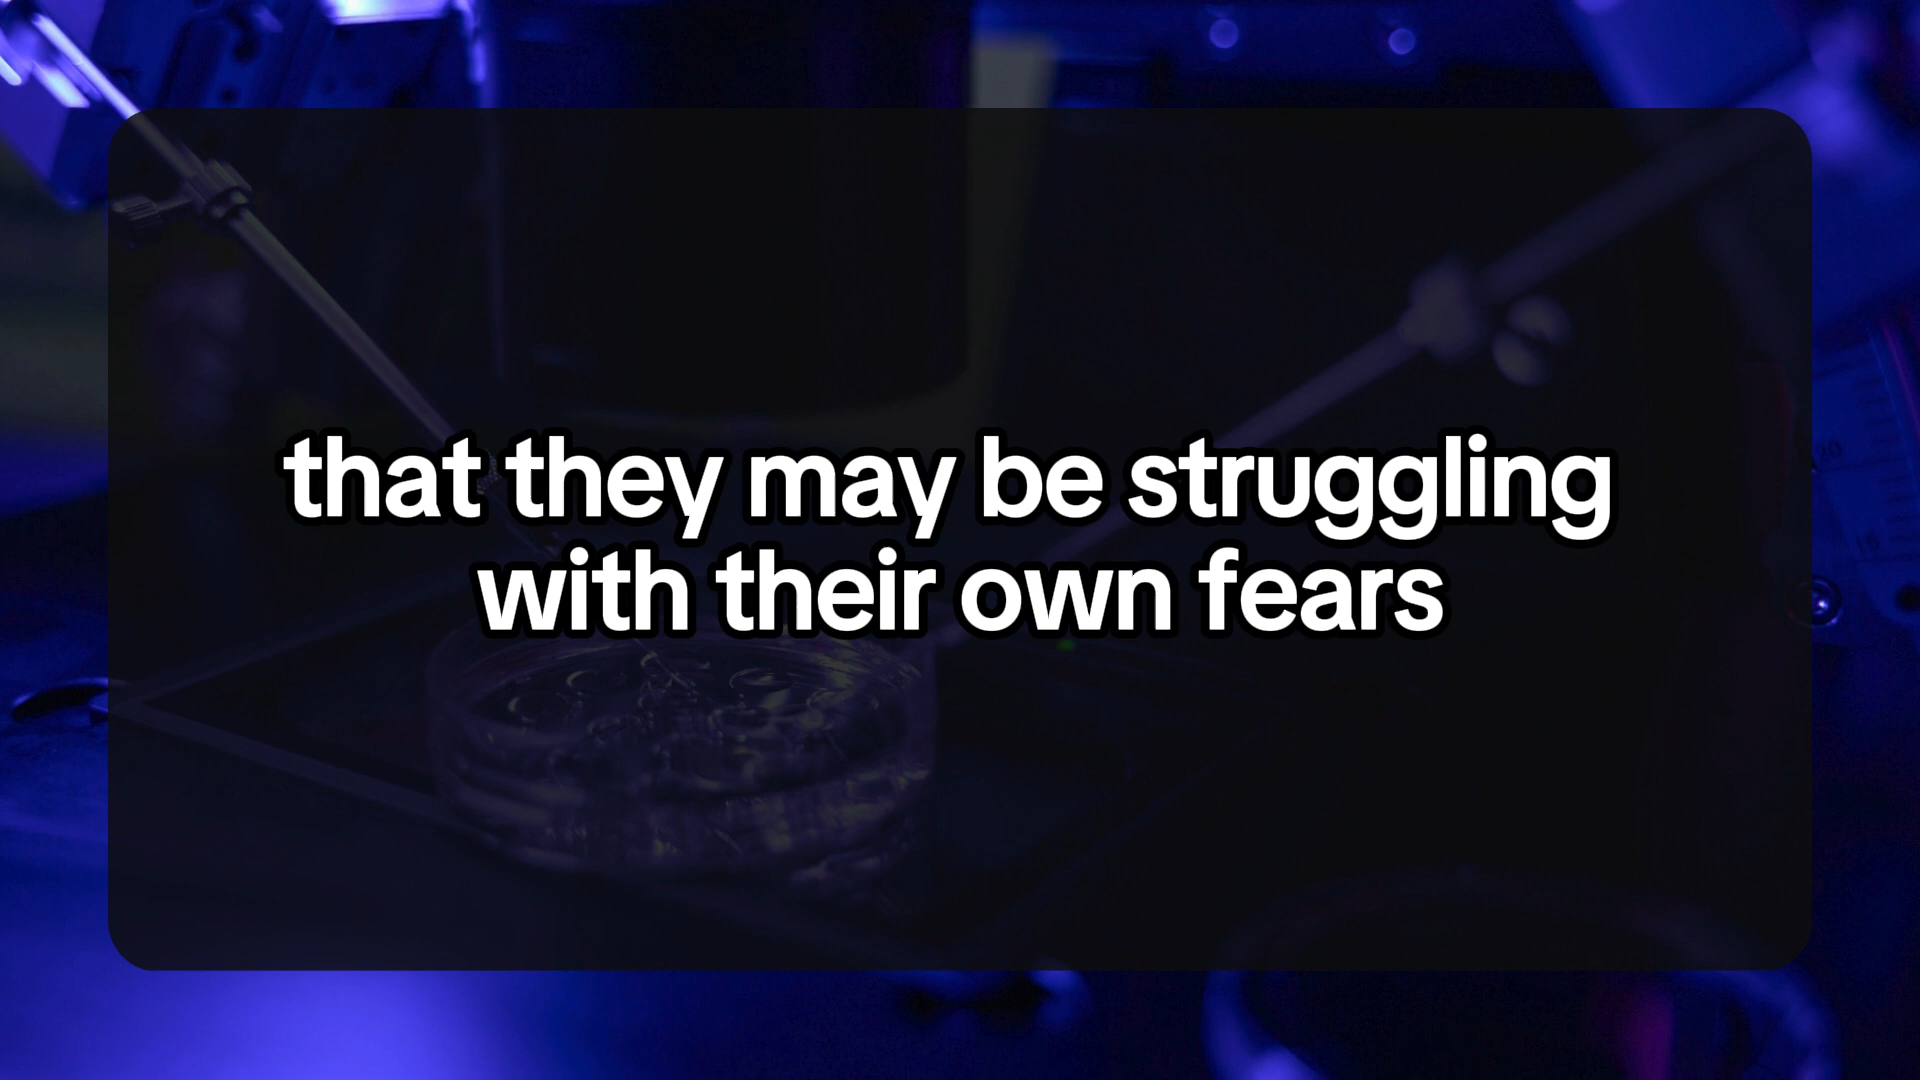 that they may be struggling
with their own fears